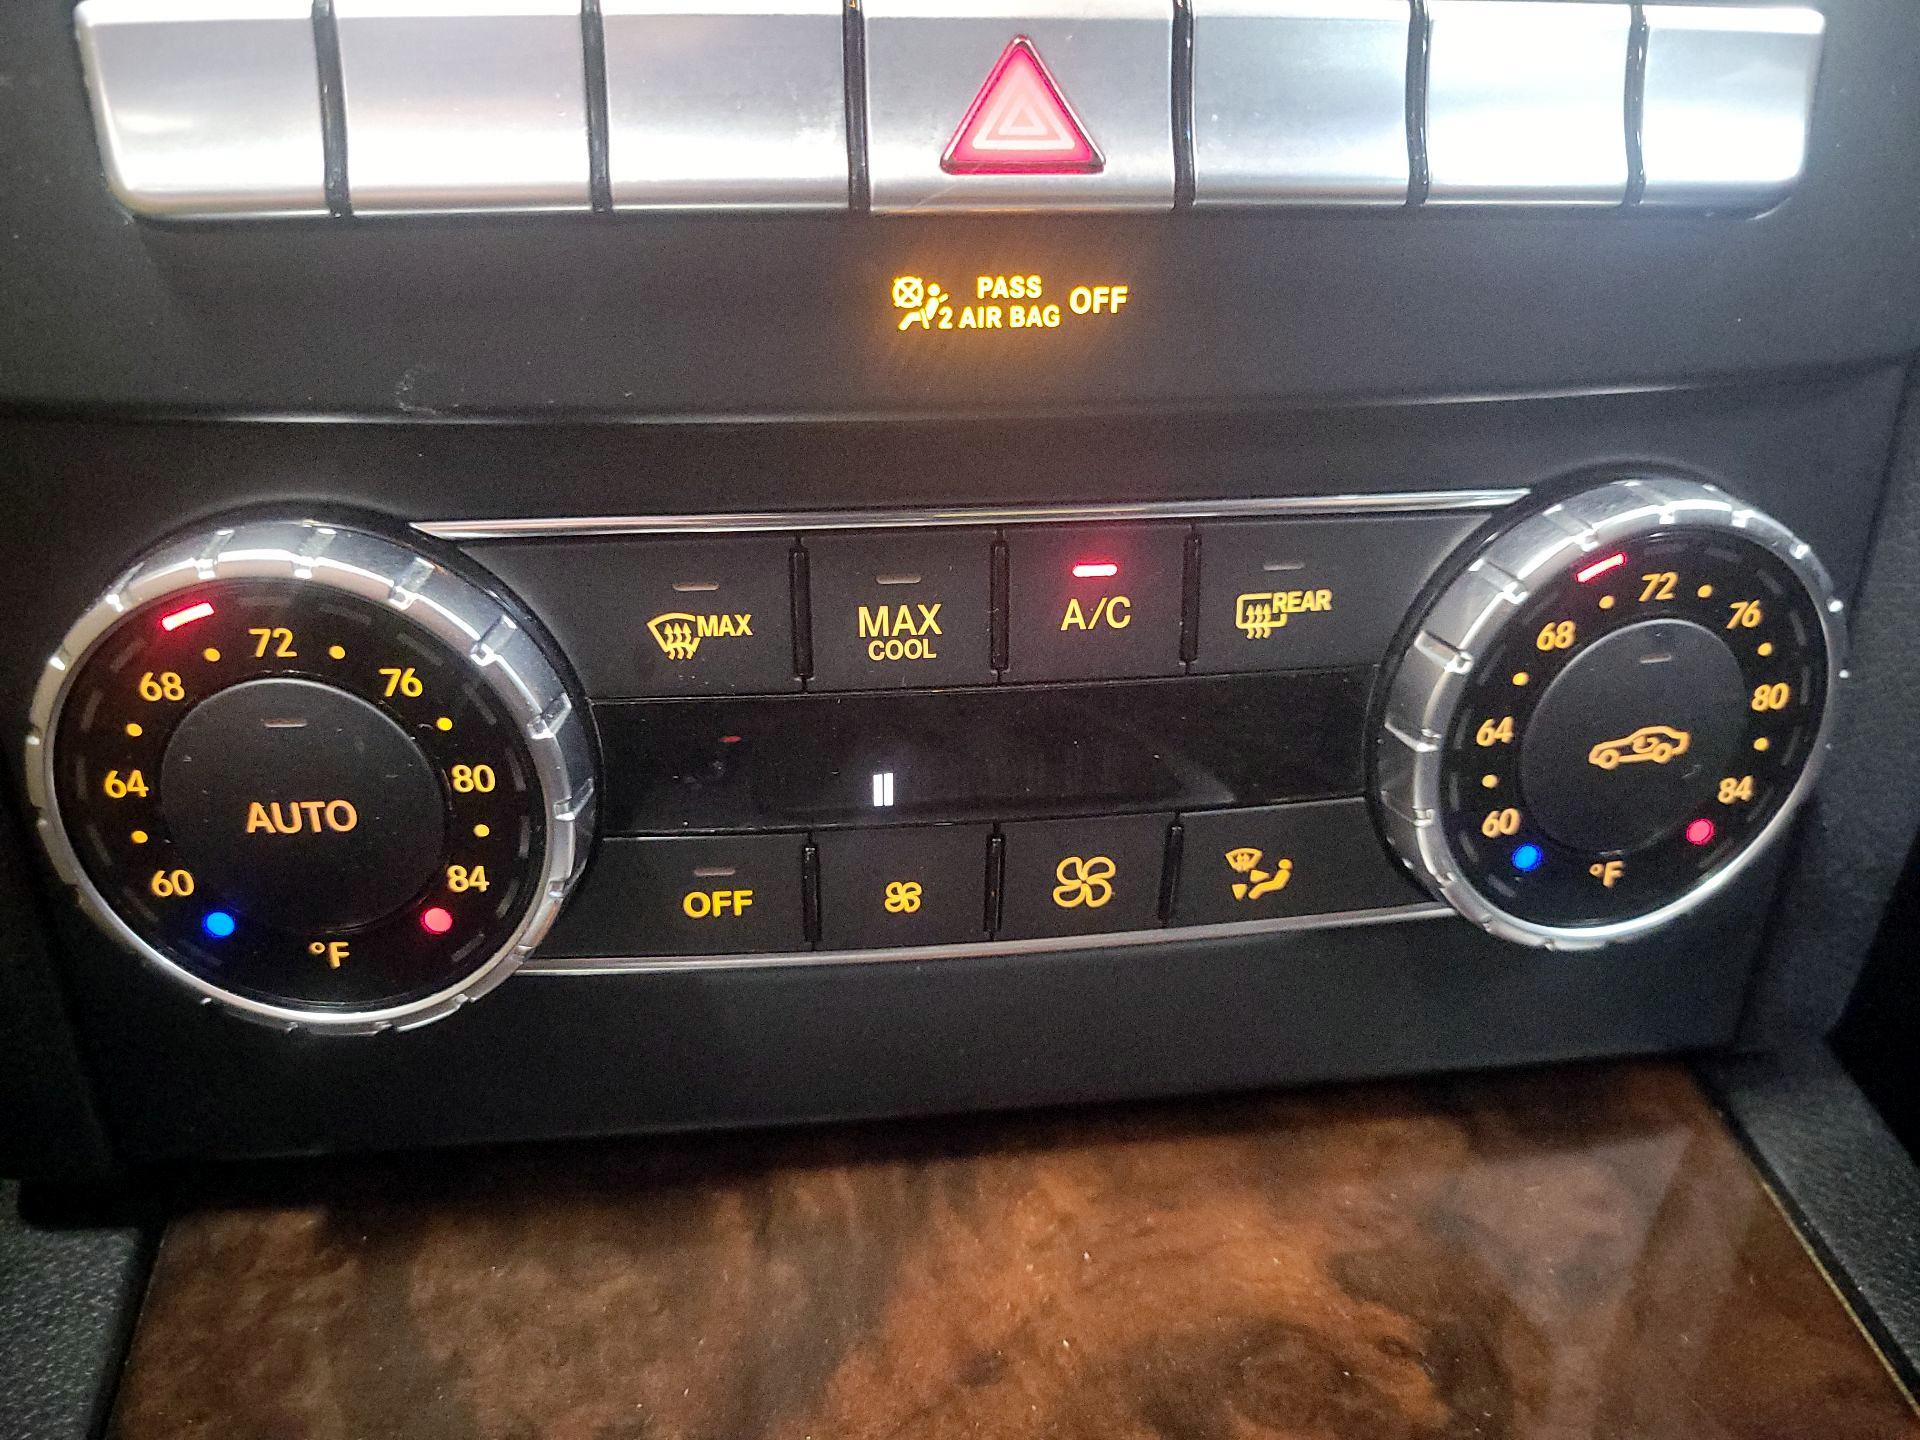 PASS
2 AIR BAG OFF
MAX
MAX
COOL
A/C
REAR
60 64 68 72 76 80 84
°F
AUTO
60 64 68 72 76 80 84
°F
OFF